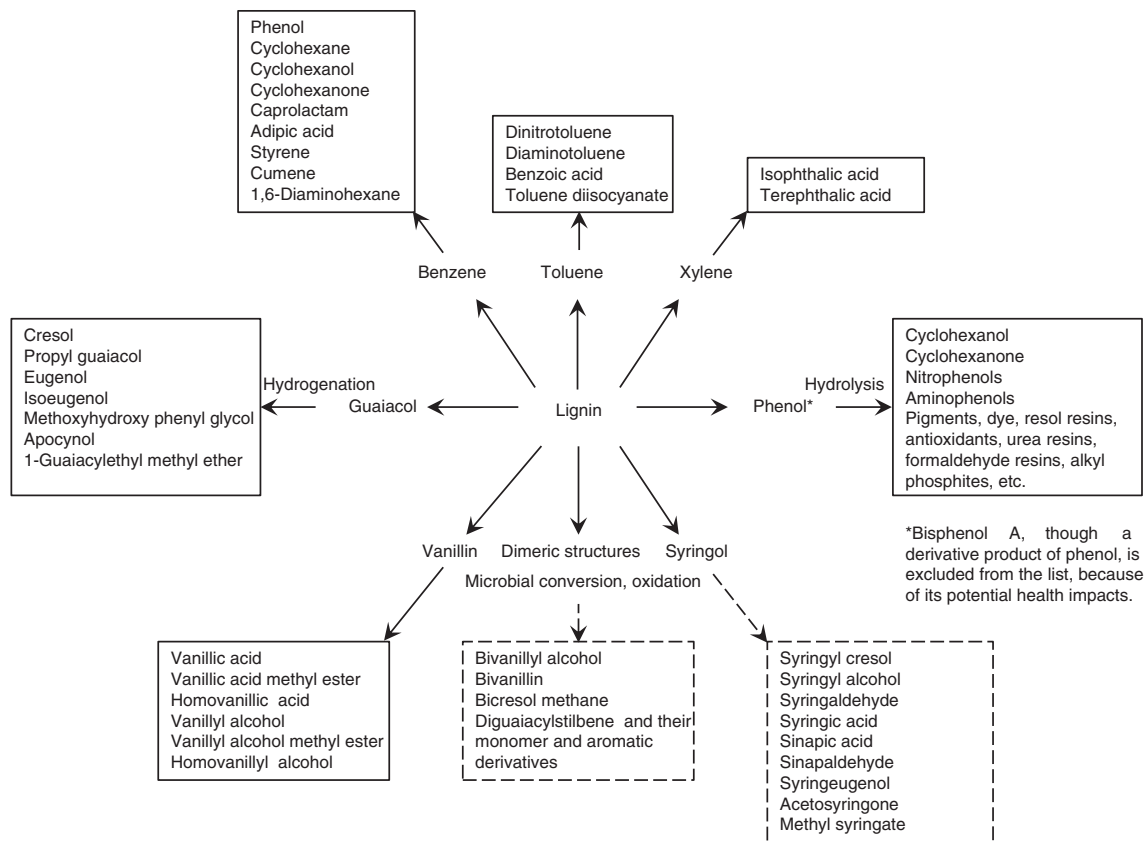 Phenol
Cyclohexane
Cyclohexanol
Cyclohexanone
Caprolactam
Adipic acid
Styrene
Cumene
1,6-Diaminohexane
Dinitrotoluene
Diaminotoluene
Benzoic acid
Toluene diisocyanate
Isophthalic acid
Terephthalic acid
Benzene
Toluene
Xylene
Cresol
Propyl guaiacol
Eugenol
Isoeugenol
Methoxyhydroxy phenyl glycol
Apocynol
1-Guaiacylethyl methyl ether
Hydrogenation
Guaiacol
Lignin
Phenol*
Hydrolysis
Cyclohexanol
Cyclohexanone
Nitrophenols
Aminophenols
Pigments, dye, resol resins,
antioxidants, urea resins,
formaldehyde resins, alkyl
phosphites, etc.
*Bisphenol A, though a
derivative product of phenol, is
excluded from the list, because
of its potential health impacts.
Vanillin
Dimeric structures
Syringol
Microbial conversion, oxidation
Vanillic acid
Vanillic acid methyl ester
Homovanillic acid
Vanillyl alcohol
Vanillyl alcohol methyl ester
Homovanillyl alcohol
Bivanillyl alcohol
Bivanillin
Bicresol methane
Diguaiacylstilbene and their
monomer and aromatic
derivatives
Syringyl cresol
Syringyl alcohol
Syringaldehyde
Syringic acid
Sinapic acid
Sinapaldehyde
Syringeugenol
Acetosyringone
Methyl syringate